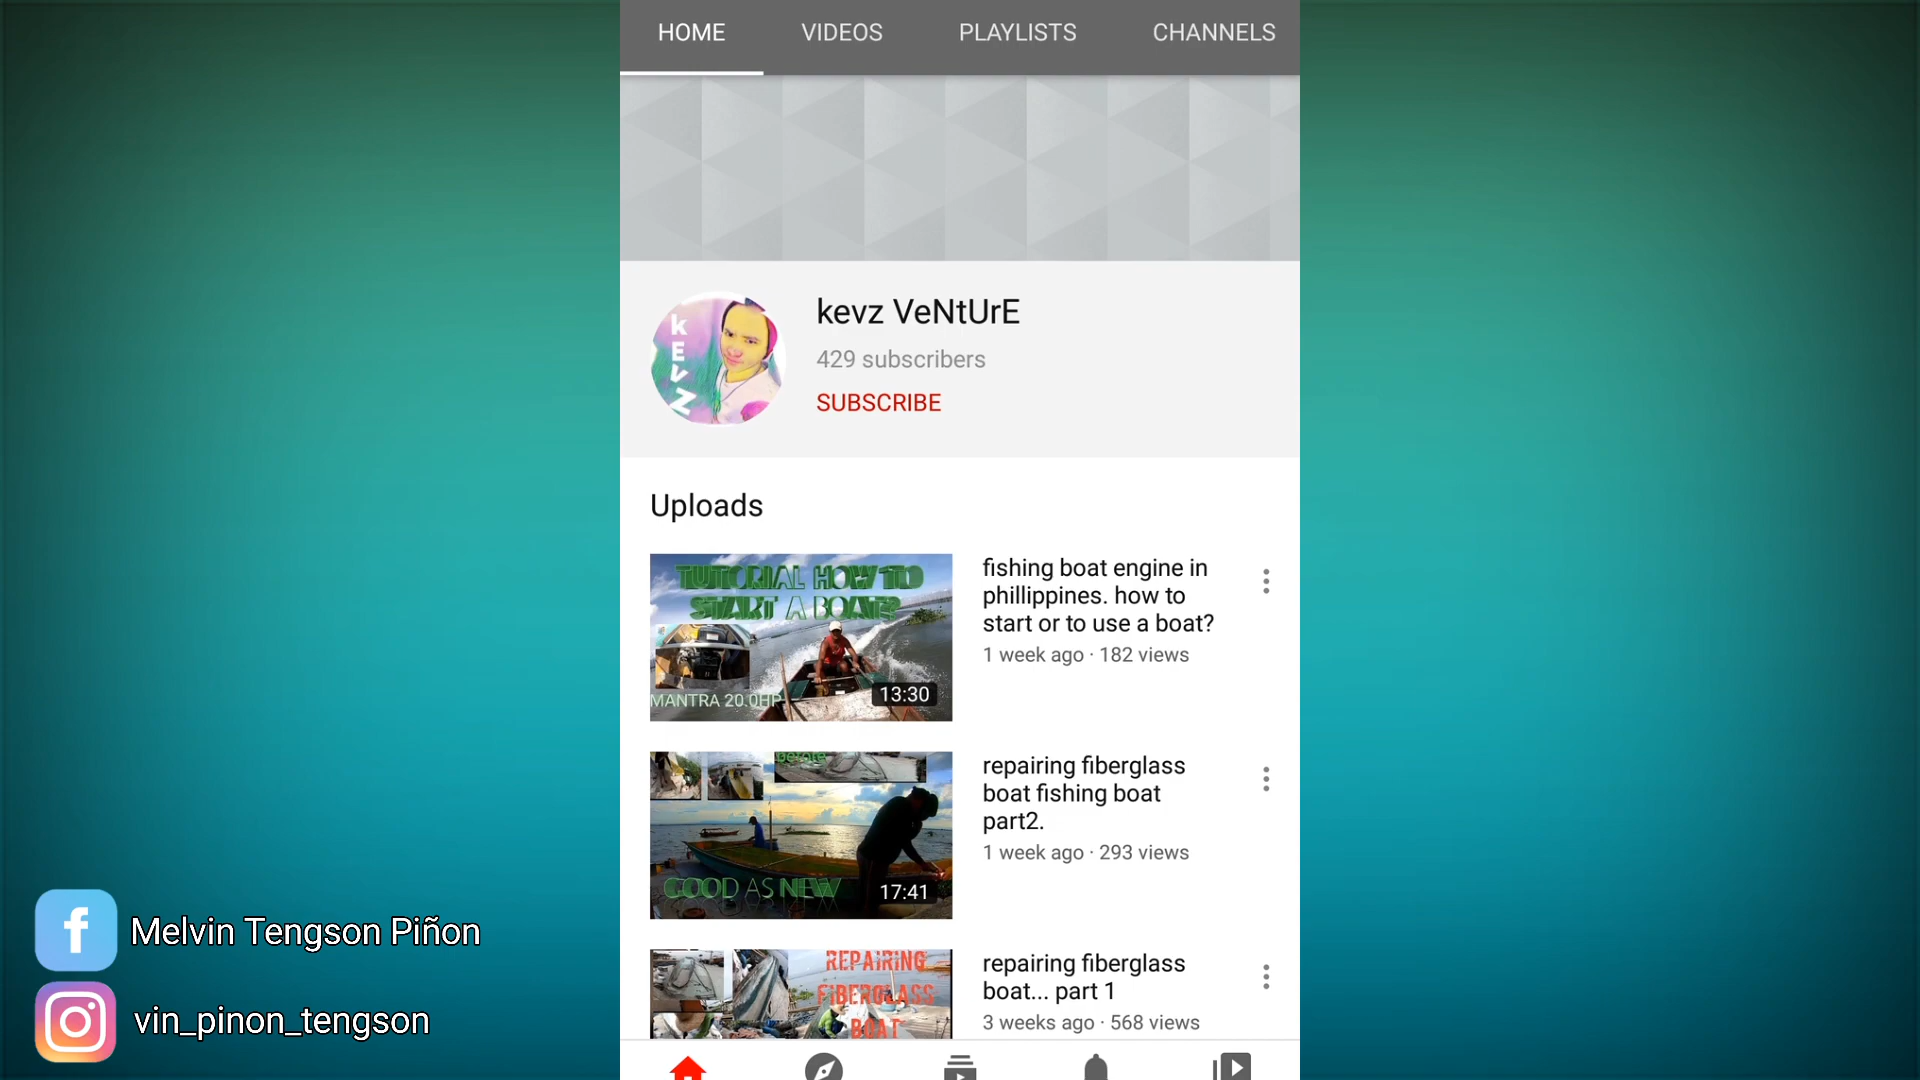 HOME VIDEOS PLAYLISTS CHANNELS
kEvZ
kevz VeNtUrE
429 subscribers
SUBSCRIBE
Uploads
TUTORIAL HOW TO
START A BOAT?
MANTRA 20.0HP
13:30
fishing boat engine in
phillippines. how to
start or to use a boat?
1 week ago · 182 views
before
GOOD AS NEW
17:41
repairing fiberglass
boat fishing boat
part2.
1 week ago · 293 views
REPAIRING
FIBERGLASS
BOAT
repairing fiberglass
boat... part 1
3 weeks ago · 568 views
f Melvin Tengson Piñon
vin_pinon_tengson